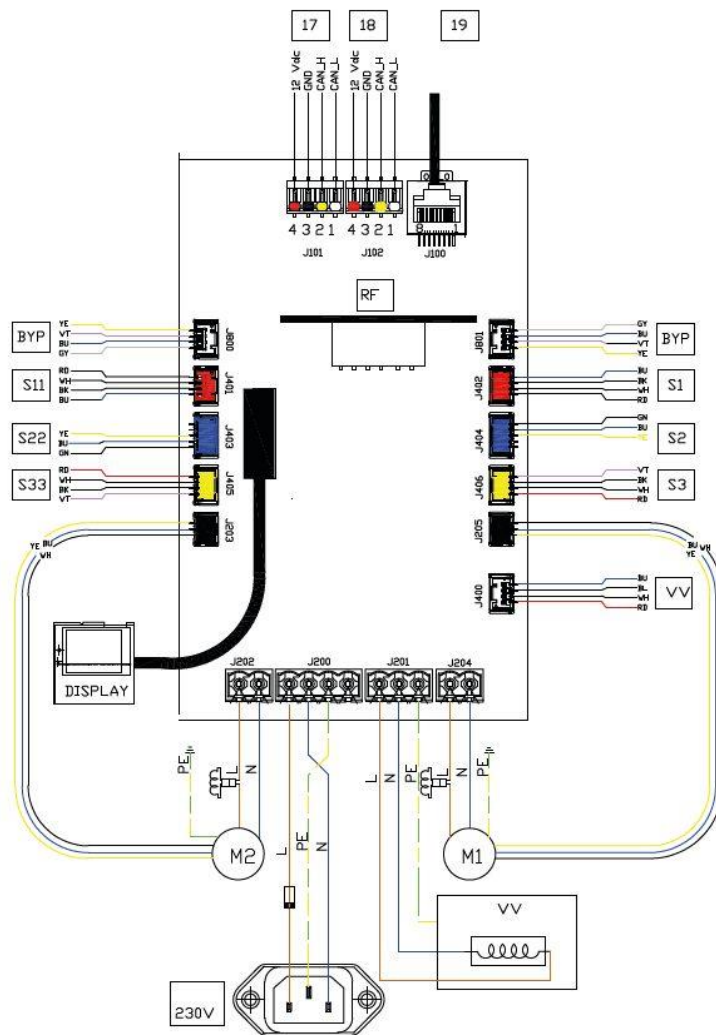 17 18 19
12 Vdc GND CAN_H CAN_L 12 Vdc GND CAN_H CAN_L
4 3 2 1 4 3 2 1 8 1
J101 J102 J100
RF
BYP YE VT BU GY J800
J801 GY BU VT YE BYP
S11 RD WH BK BU J401
J402 BU BK WH RD S1
S22 YE BU GN J403
J404 GN BU YE S2
S33 RD WH BK VT J405
J406 VT BK WH RD S3
J203 J205
YE BU WH
BU WH YE
J400 BU BL WH RD VV
DISPLAY
J202 J200 J201 J204
PE L N L PE N L N PE L N PE
M2 M1
VV
230V